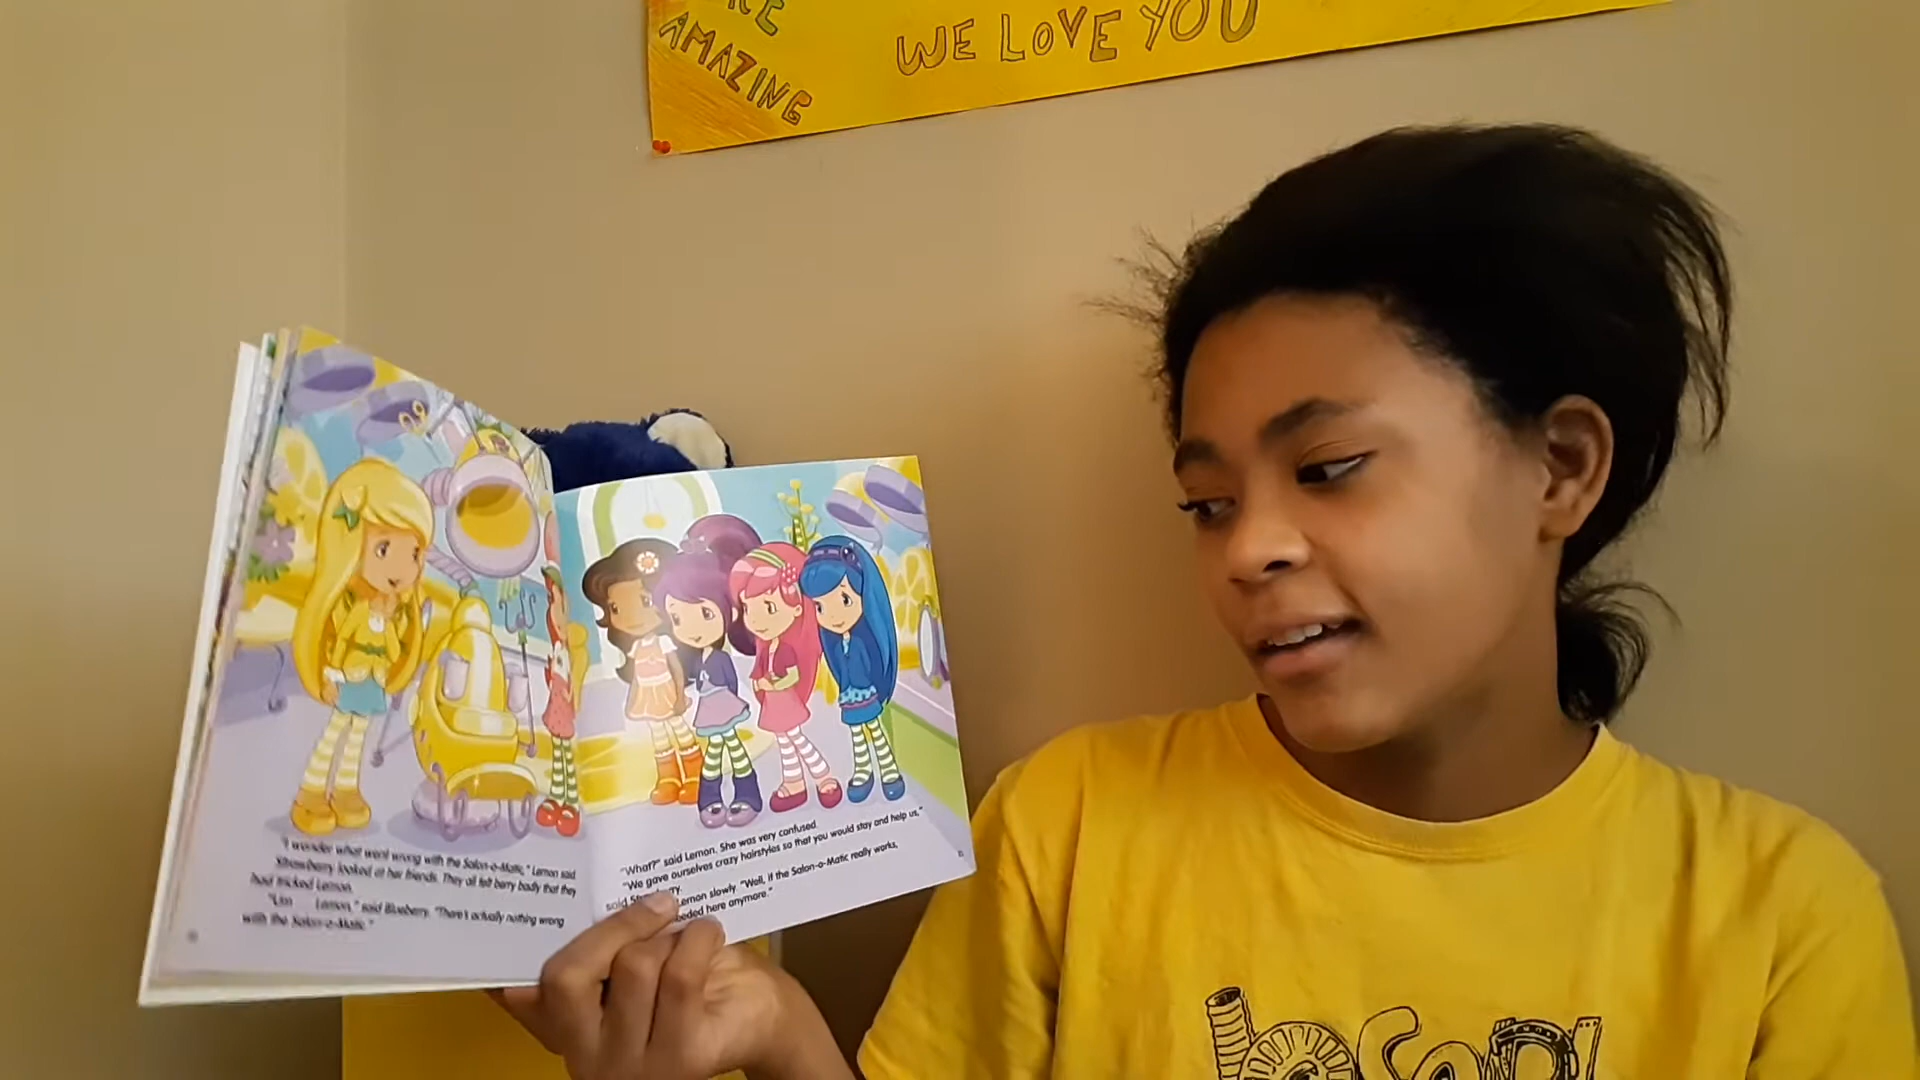 RE
AMAZING
WE LOVE YOU
"I wonder what went wrong with the Salon-o-Matic," Lemon said.
Strawberry looked at her friends. They all felt berry badly that they
had tricked Lemon.
"Um Lemon," said Blueberry. "There's actually nothing wrong
with the Salon-o-Matic."
"What?" said Lemon. She was very confused.
"We gave ourselves crazy hairstyles so that you would stay and help us,"
said
Lemon slowly. "Well, if the Salon-o-Matic really works,
here anymore."